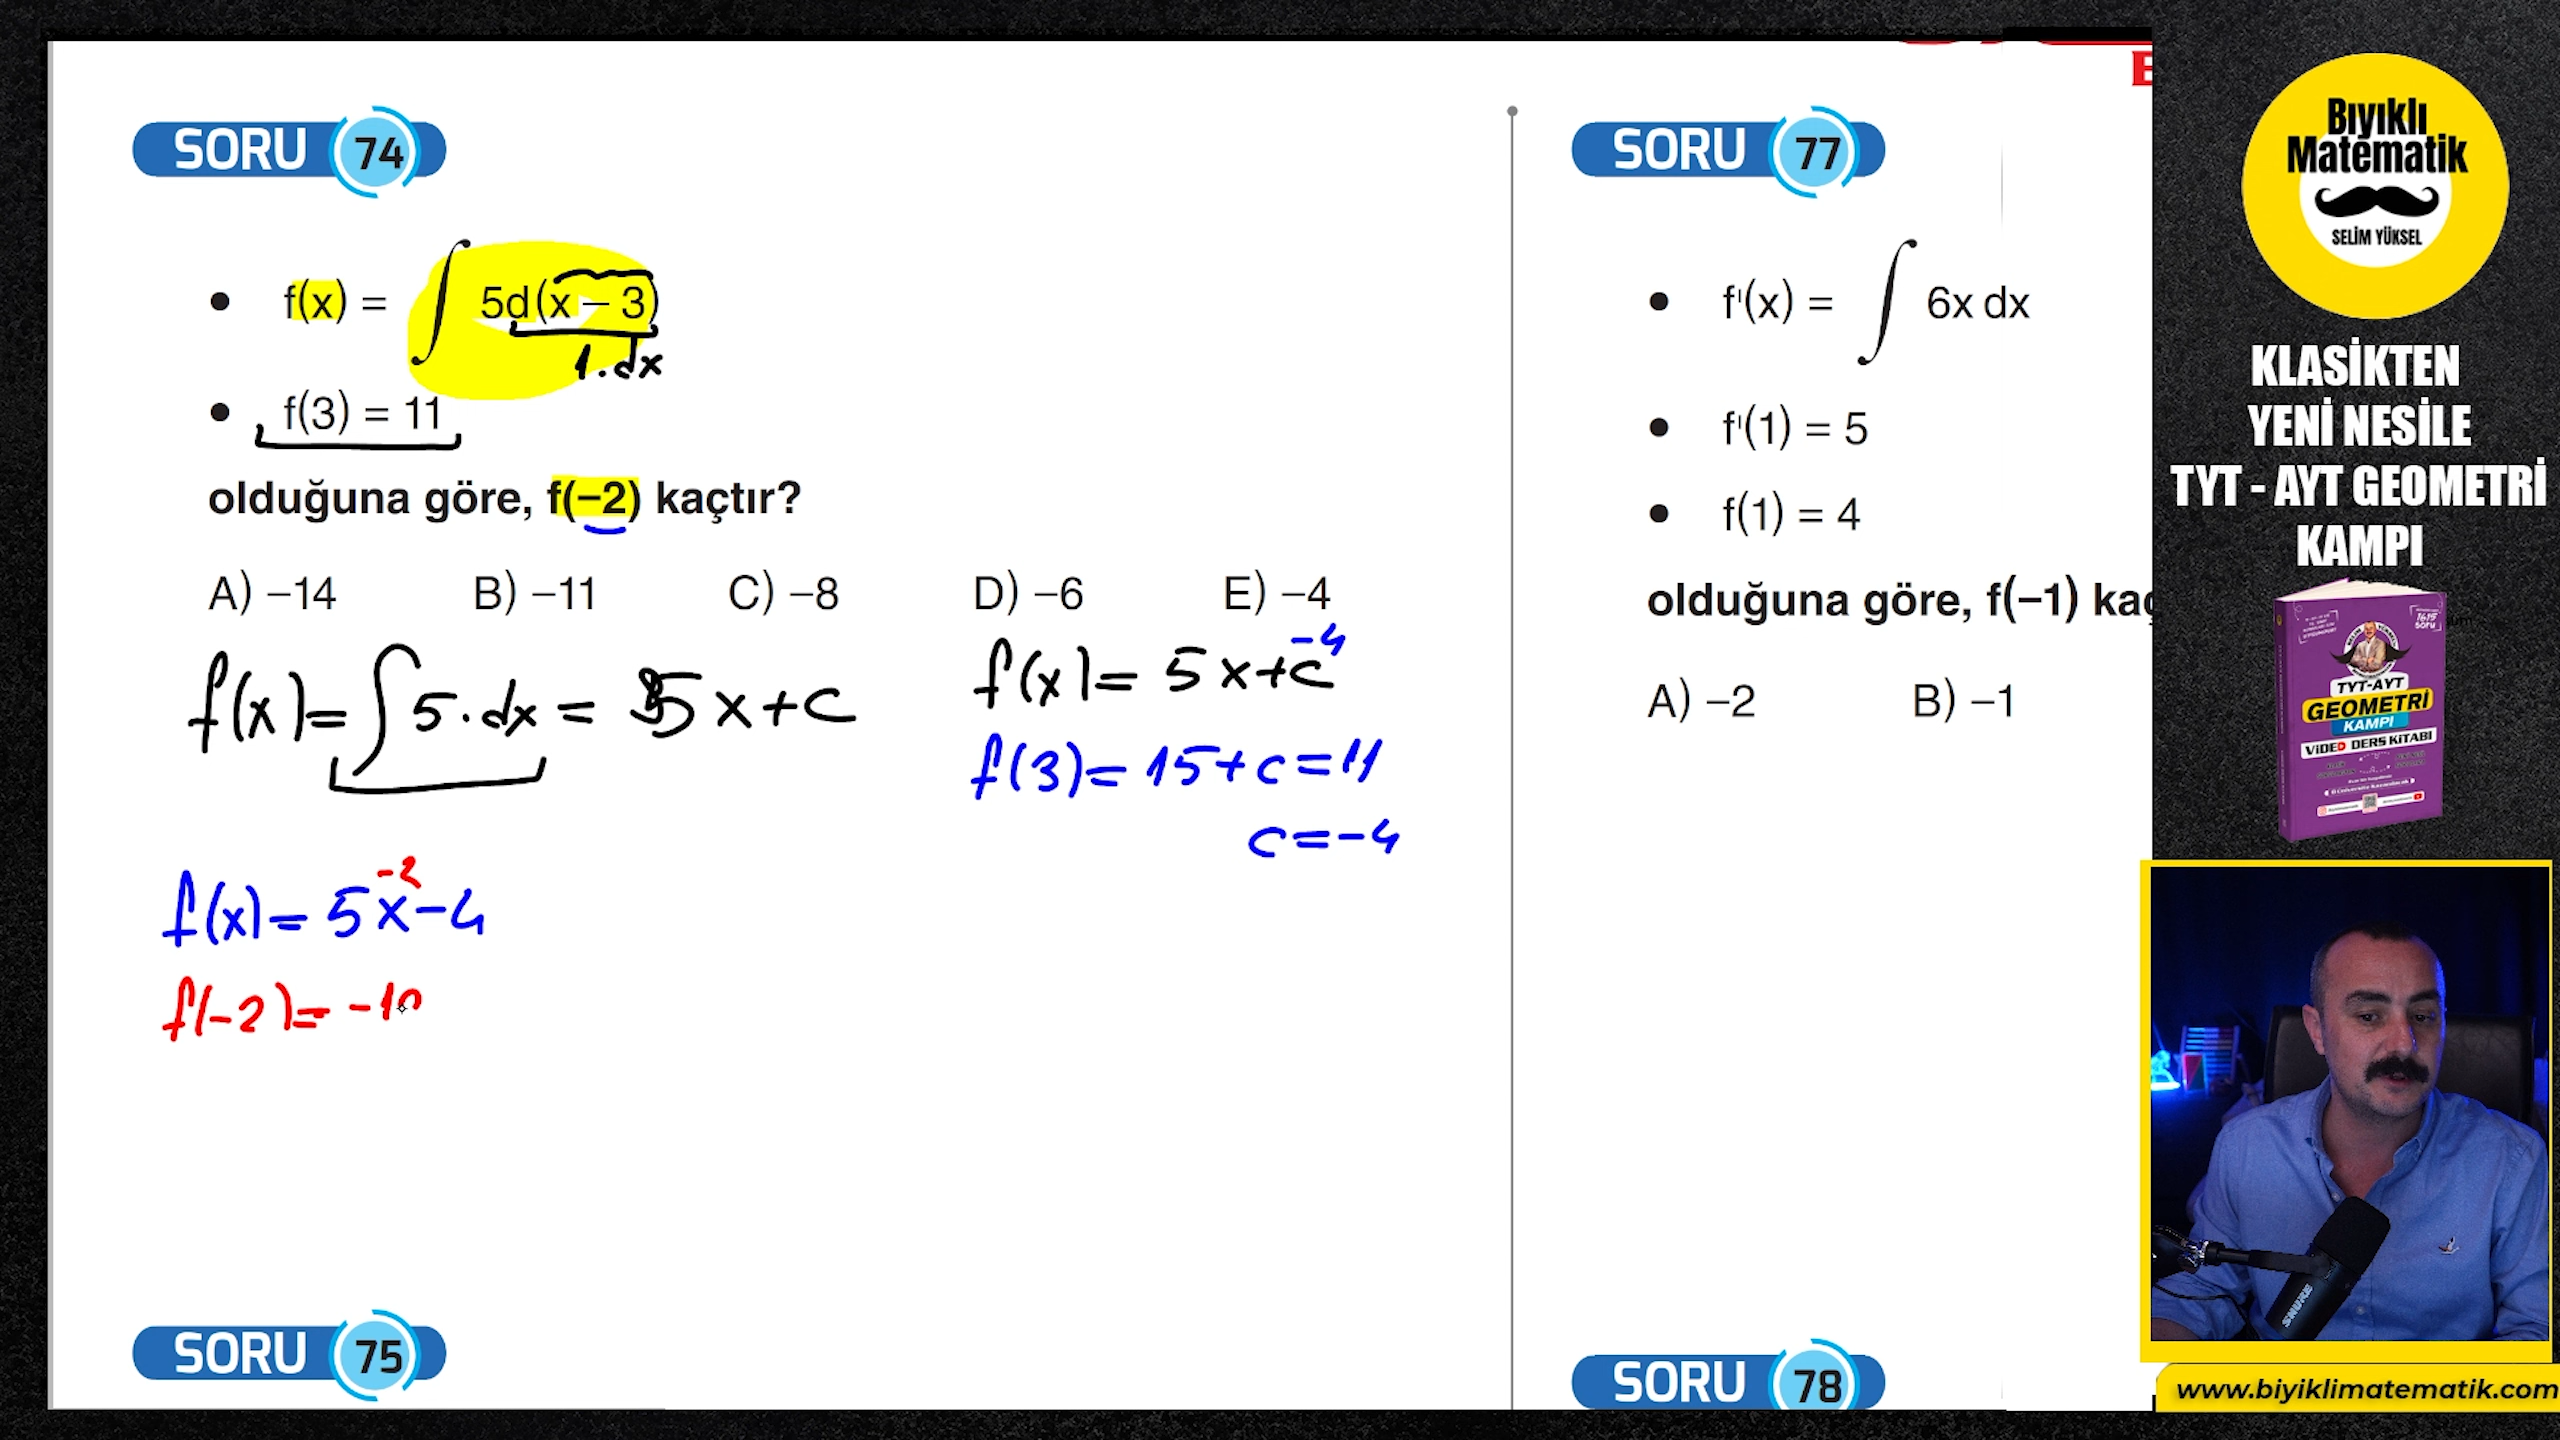 SORU 74
f(x) = ∫ 5d(x – 3)
1.dx
f(3) = 11
olduğuna göre, f(–2) kaçtır?
A) –14 B) –11 C) –8 D) –6 E) –4
f(x)= ∫5.dx = 5x+c
f(x)= 5x+c
-4
f(3)= 15+c=11
c=-4
f(x)= 5x-4
-2
f(-2)= -10
SORU 75
SORU 77
f'(x) = ∫ 6x dx
f'(1) = 5
f(1) = 4
olduğuna göre, f(–1) kaç
A) –2 B) –1
SORU 78
Bıyıklı
Matematik
SELİM YÜKSEL
KLASİKTEN
YENİ NESİLE
TYT - AYT GEOMETRİ
KAMPI
1615
soru
TYT-AYT
GEOMETRİ
KAMPI
VİDEO DERS KİTABI
SHURE
www.biyiklimatematik.com